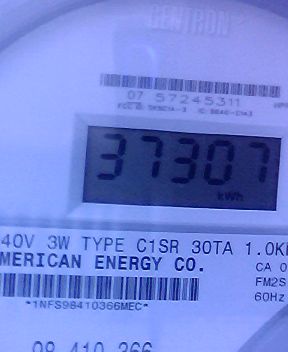 CENTRON
07 57245311
37307
kWh
40V 3W TYPE C1SR 30TA 1.0K
MERICAN ENERGY CO.
CA 0
FM2S
60Hz
*1NFS98410366MEC*
98 410 366